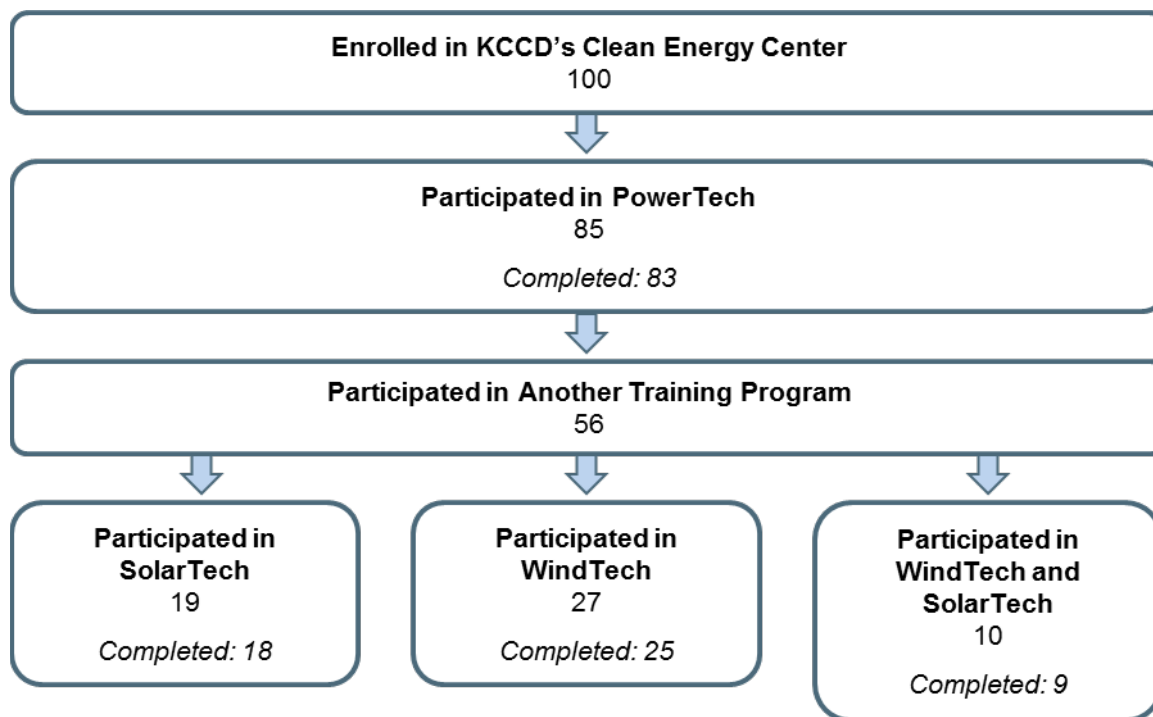 Enrolled in KCCD’s Clean Energy Center
100
Participated in PowerTech
85
Completed: 83
Participated in Another Training Program
56
Participated in
SolarTech
19
Completed: 18
Participated in
WindTech
27
Completed: 25
Participated in
WindTech and
SolarTech
10
Completed: 9